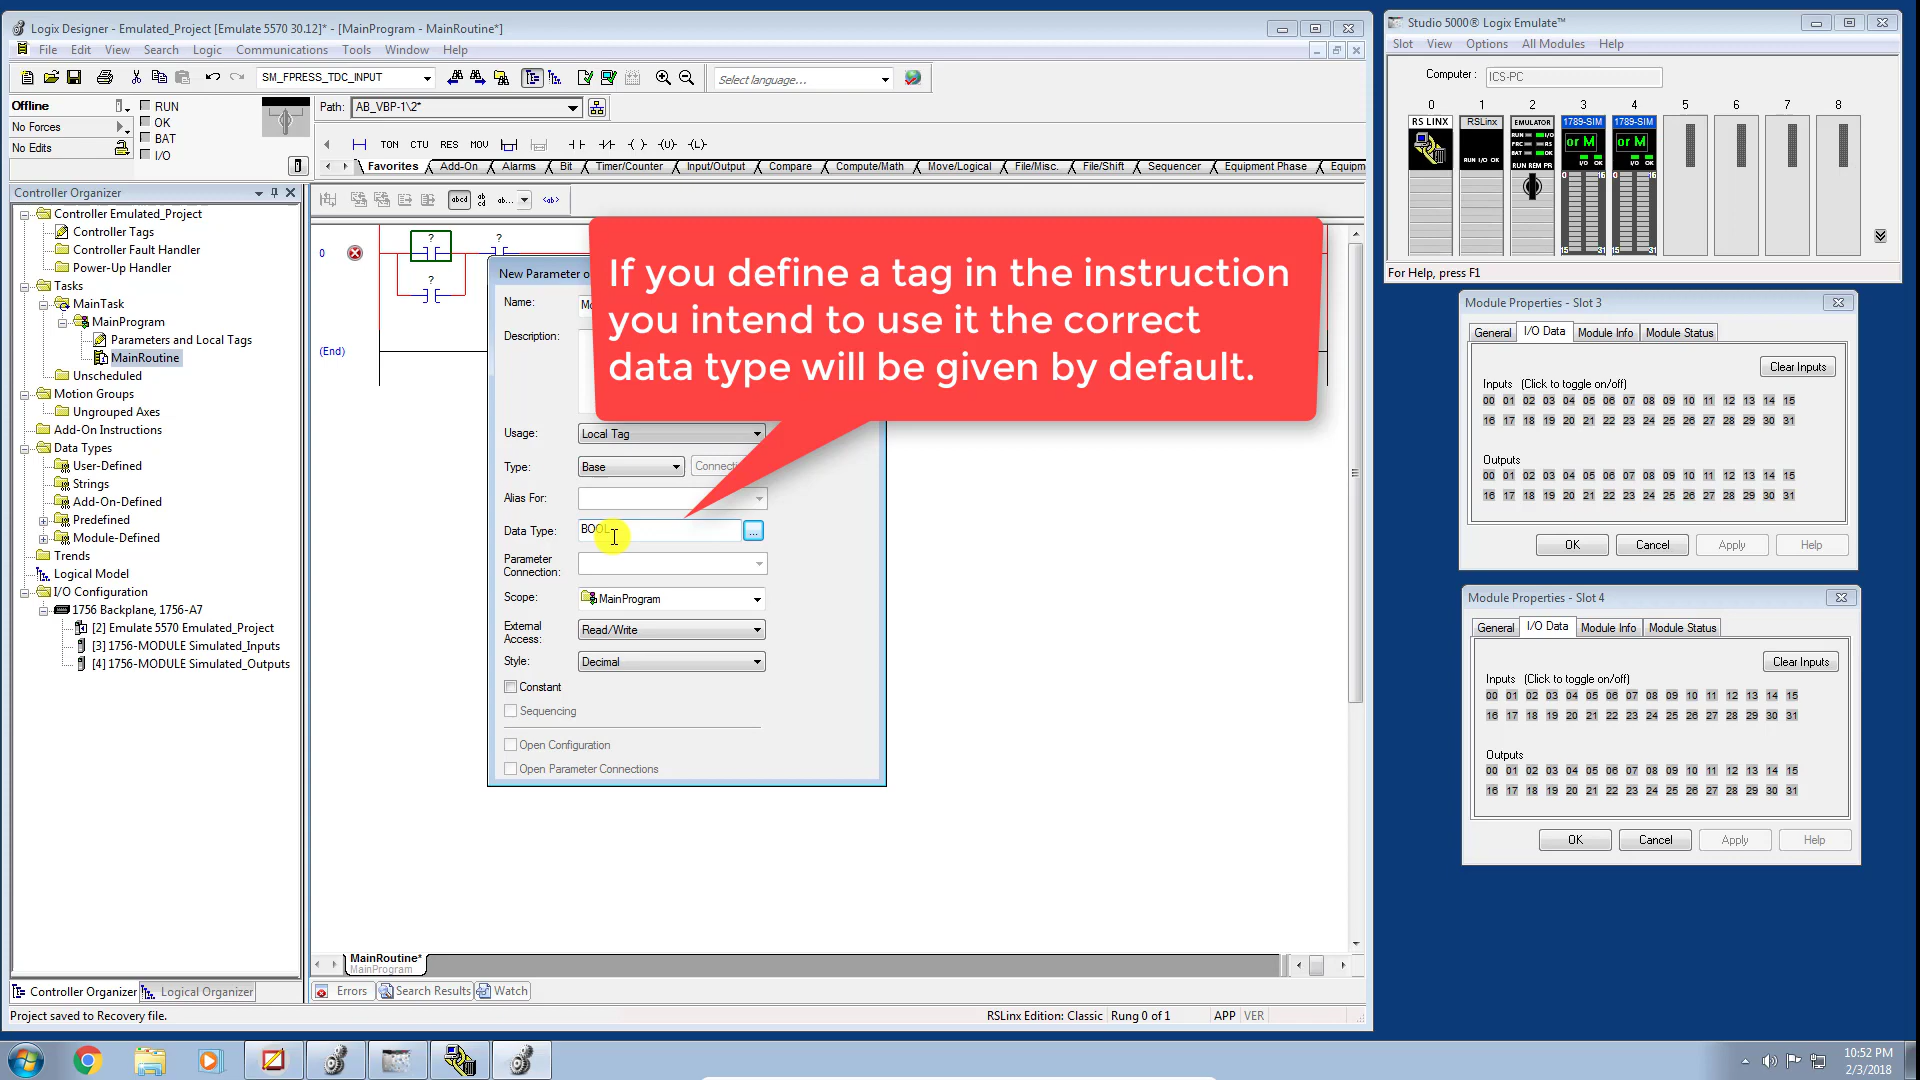 Logix Designer - Emulated_Project [Emulate 5570 30.12]* - [MainProgram - MainRoutine*]
File Edit View Search Logic Communications Tools Window Help
SM_FPRESS_TDC_INPUT
Select language...
Offline
RUN
No Forces
OK
No Edits
BAT
I/O
Path: AB_VBP-1\2*
TON CTU RES MOV
Favorites Add-On Alarms Bit Timer/Counter Input/Output Compare Compute/Math Move/Logical File/Misc. File/Shift Sequencer Equipment Phase Equipm
Controller Organizer
Controller Emulated_Project
Controller Tags
Controller Fault Handler
Power-Up Handler
Tasks
MainTask
MainProgram
Parameters and Local Tags
MainRoutine
Unscheduled
Motion Groups
Ungrouped Axes
Add-On Instructions
Data Types
User-Defined
Strings
Add-On-Defined
Predefined
Module-Defined
Trends
Logical Model
I/O Configuration
1756 Backplane, 1756-A7
[2] Emulate 5570 Emulated_Project
[3] 1756-MODULE Simulated_Inputs
[4] 1756-MODULE Simulated_Outputs
Controller Organizer Logical Organizer
abcd ab cd ab... <ab>
0
? ?
?
(End)
New Parameter o
Name: Mo
Description:
Usage: Local Tag
Type: Base
Alias For:
Data Type: BOOL ...
Parameter Connection:
Scope: MainProgram
External Access: Read/Write
Style: Decimal
Constant
Sequencing
Open Configuration
Open Parameter Connections
If you define a tag in the instruction
you intend to use it the correct
data type will be given by default.
MainRoutine*
MainProgram
Errors Search Results Watch
Project saved to Recovery file.
RSLinx Edition: Classic Rung 0 of 1 APP VER
Studio 5000® Logix Emulate™
Slot View Options All Modules Help
Computer : ICS-PC
0 1 2 3 4 5 6 7 8
RS LINX RSLinx EMULATOR 1789-SIM 1789-SIM
or M or M
RUN I/O OK
RUN REM PR
For Help, press F1
Module Properties - Slot 3
General I/O Data Module Info Module Status
Clear Inputs
Inputs (Click to toggle on/off)
00 01 02 03 04 05 06 07 08 09 10 11 12 13 14 15
16 17 18 19 20 21 22 23 24 25 26 27 28 29 30 31
Outputs
00 01 02 03 04 05 06 07 08 09 10 11 12 13 14 15
16 17 18 19 20 21 22 23 24 25 26 27 28 29 30 31
OK Cancel Apply Help
Module Properties - Slot 4
General I/O Data Module Info Module Status
Clear Inputs
Inputs (Click to toggle on/off)
00 01 02 03 04 05 06 07 08 09 10 11 12 13 14 15
16 17 18 19 20 21 22 23 24 25 26 27 28 29 30 31
Outputs
00 01 02 03 04 05 06 07 08 09 10 11 12 13 14 15
16 17 18 19 20 21 22 23 24 25 26 27 28 29 30 31
OK Cancel Apply Help
10:52 PM
2/3/2018